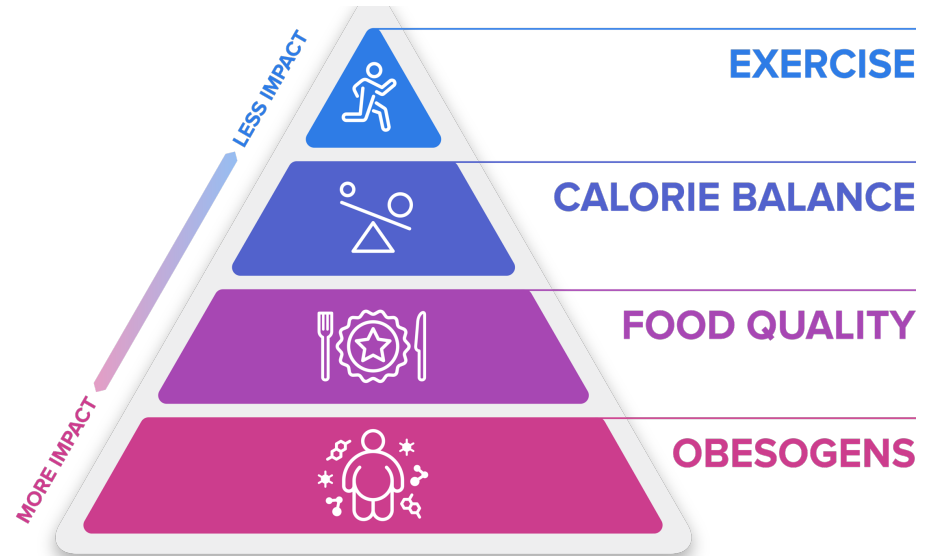 LESS IMPACT
MORE IMPACT
EXERCISE
CALORIE BALANCE
FOOD QUALITY
OBESOGENS